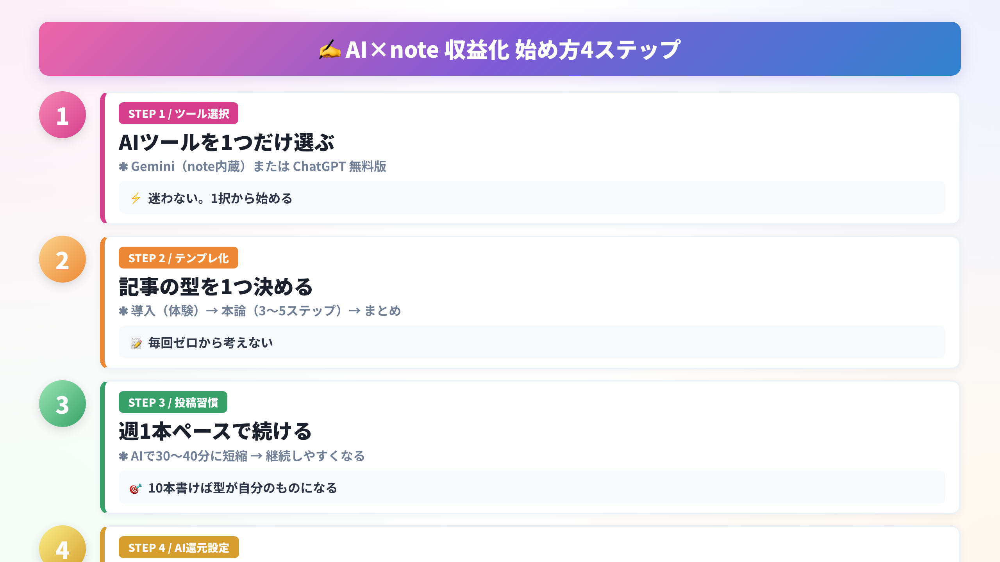 ✍️ AI×note 収益化 始め方4ステップ
1
STEP 1 / ツール選択
AIツールを1つだけ選ぶ
✱ Gemini（note内蔵）または ChatGPT 無料版
⚡ 迷わない。1択から始める
2
STEP 2 / テンプレ化
記事の型を1つ決める
✱ 導入（体験）→ 本論（3〜5ステップ）→ まとめ
📝 毎回ゼロから考えない
3
STEP 3 / 投稿習慣
週1本ペースで続ける
✱ AIで30〜40分に短縮 → 継続しやすくなる
🎯 10本書けば型が自分のものになる
4
STEP 4 / AI還元設定